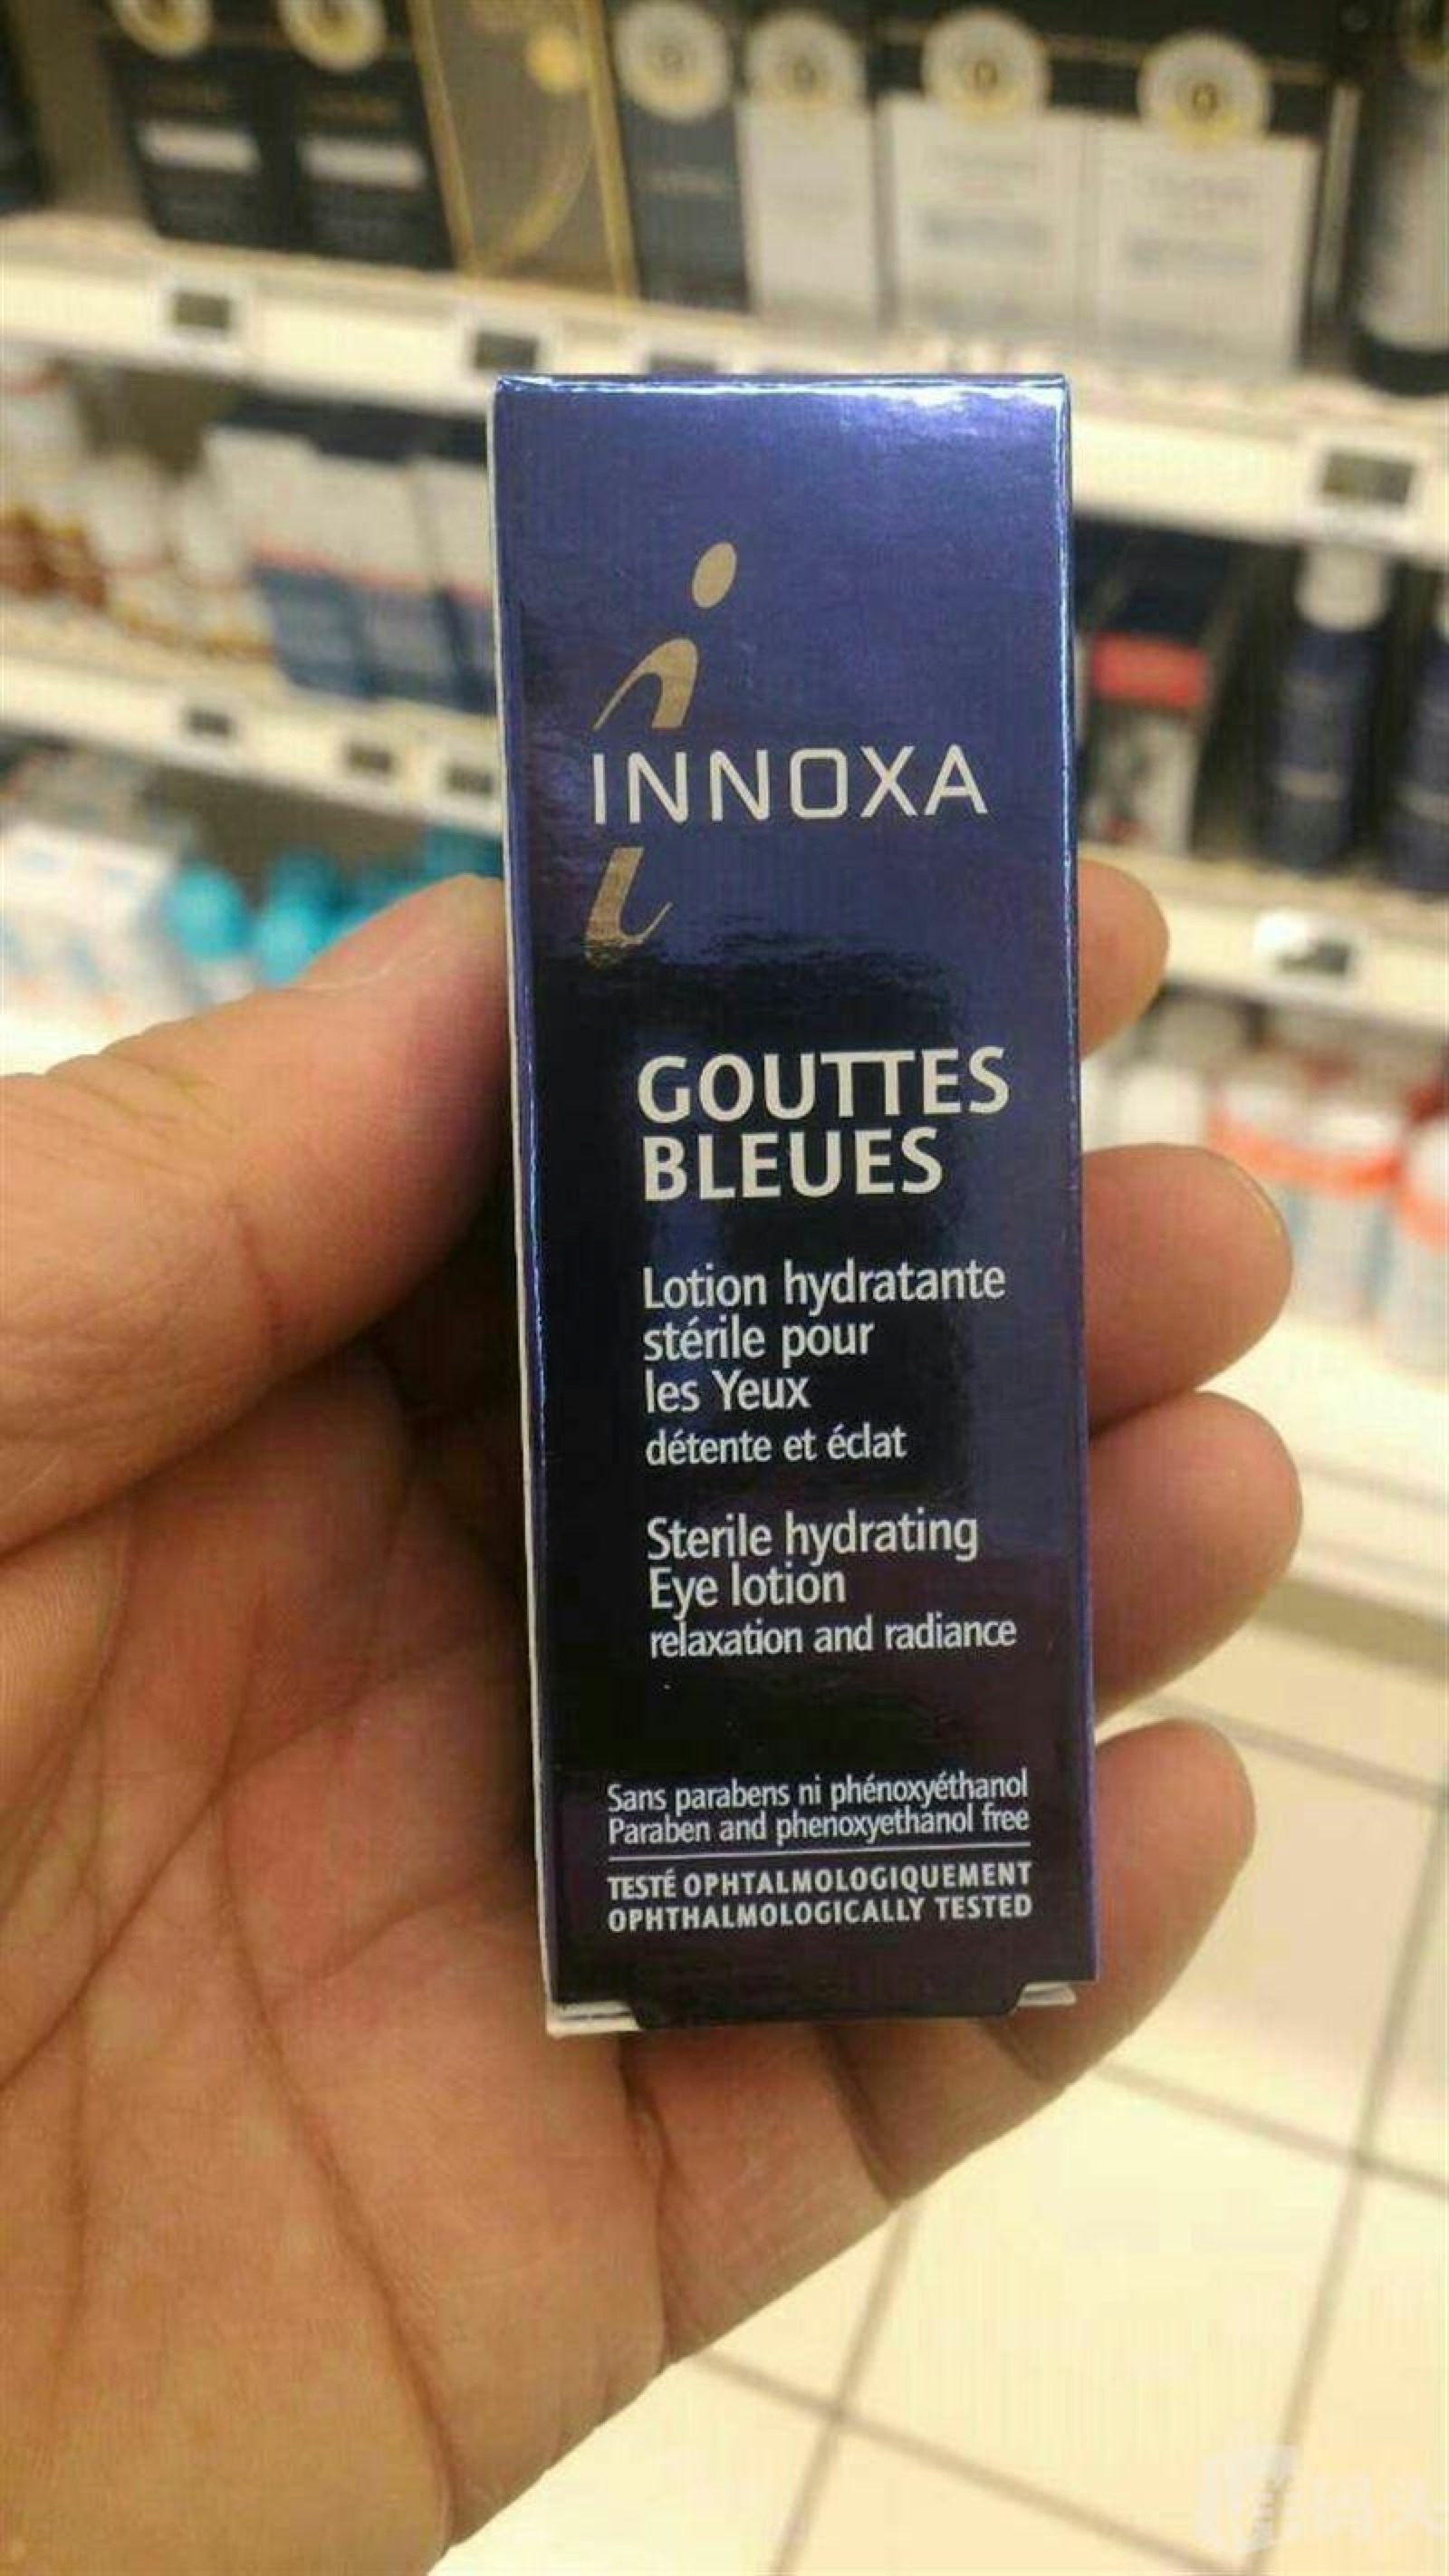 INNOXA
GOUTTES
BLEUES
Lotion hydratante
stérile pour
les Yeux
détente et éclat
Sterile hydrating
Eye lotion
relaxation and radiance
Sans parabens ni phénoxyéthanol
Paraben and phenoxyethanol free
TESTÉ OPHTALMOLOGIQUEMENT
OPHTHALMOLOGICALLY TESTED